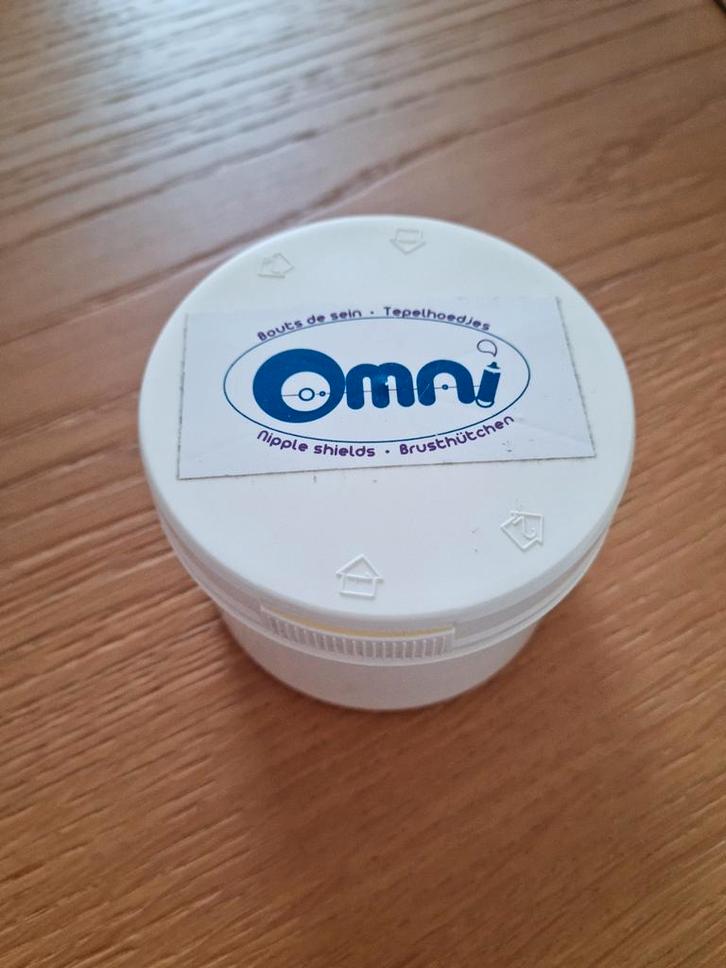 Bouts de sein • Tepelhoedjes
Omni
Nipple shields • Brusthütchen